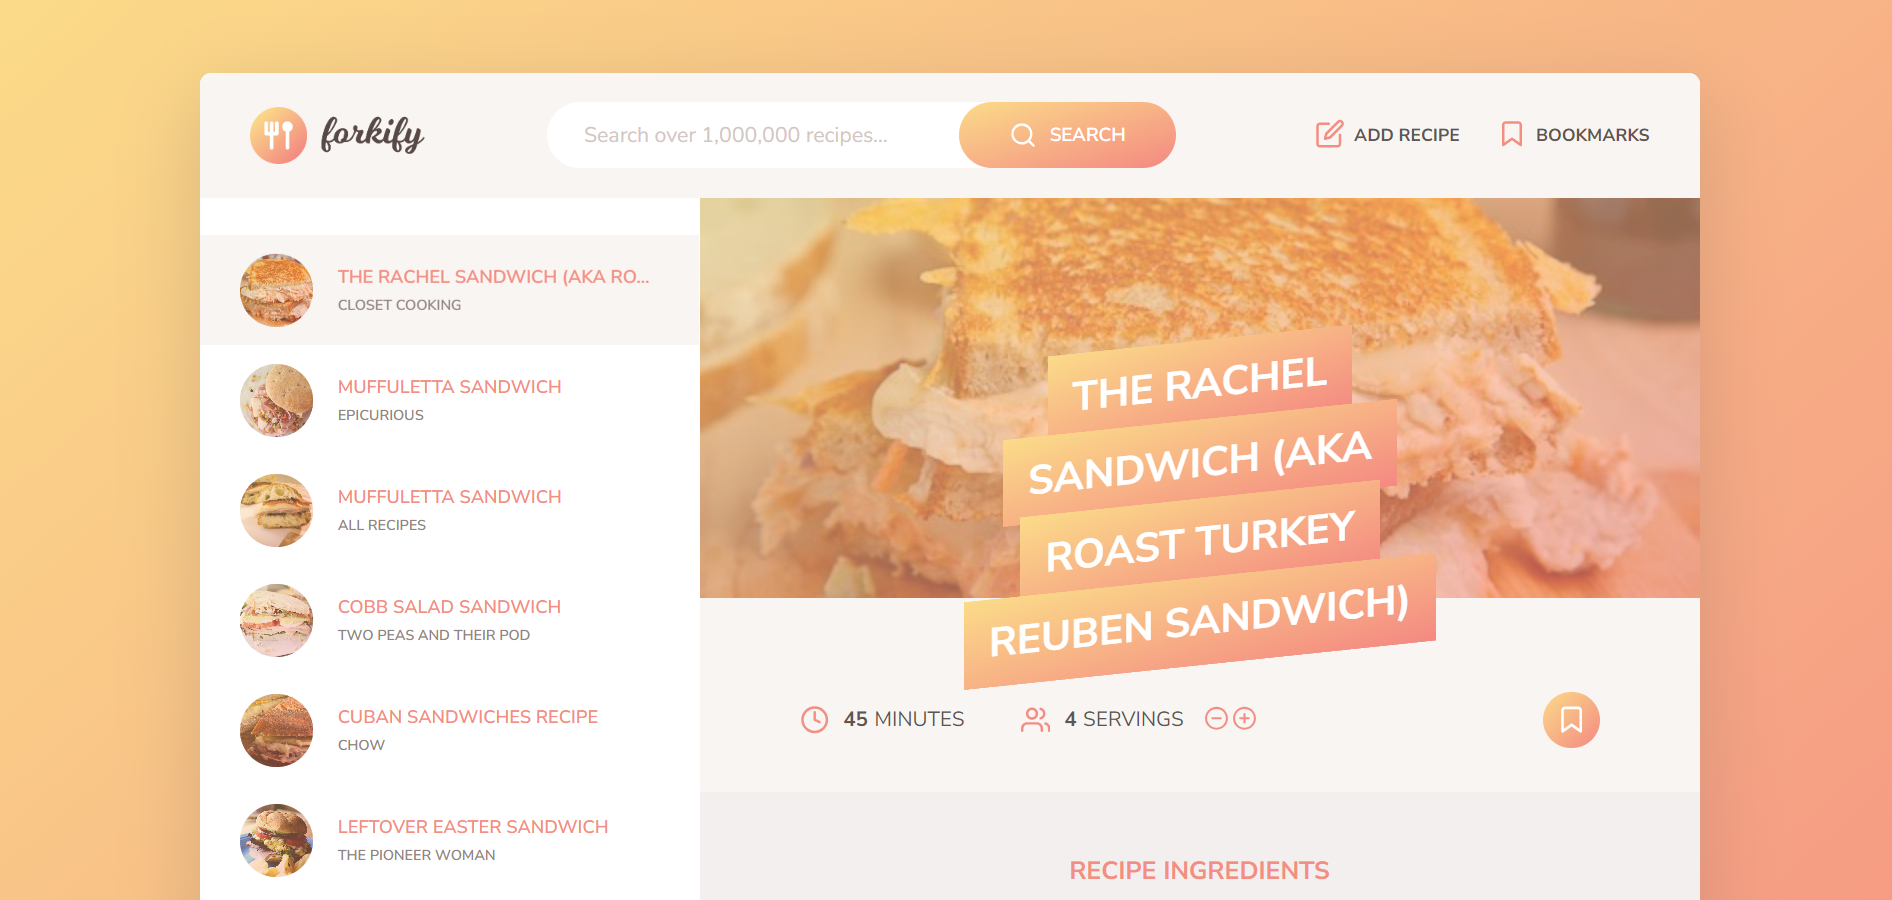 forkify
Search over 1,000,000 recipes...
SEARCH
ADD RECIPE
BOOKMARKS
THE RACHEL SANDWICH (AKA RO...
CLOSET COOKING
MUFFULETTA SANDWICH
EPICURIOUS
MUFFULETTA SANDWICH
ALL RECIPES
COBB SALAD SANDWICH
TWO PEAS AND THEIR POD
CUBAN SANDWICHES RECIPE
CHOW
LEFTOVER EASTER SANDWICH
THE PIONEER WOMAN
THE RACHEL
SANDWICH (AKA
ROAST TURKEY
REUBEN SANDWICH)
45 MINUTES
4 SERVINGS
RECIPE INGREDIENTS